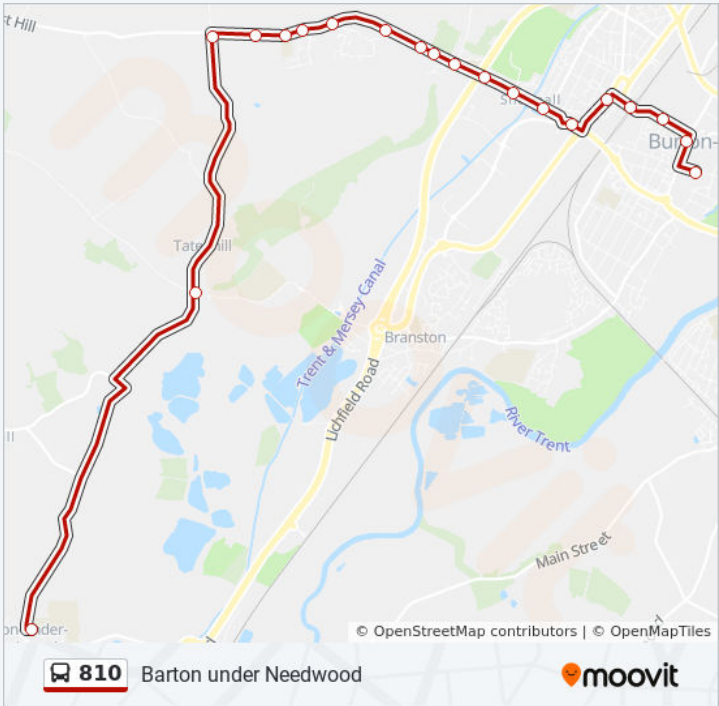 st Hill
Burton-
Tatenhill
Trent & Mersey Canal
Branston
Lichfield Road
River Trent
Main Street
© OpenStreetMap contributors | © OpenMapTiles
810 Barton under Needwood
moovit